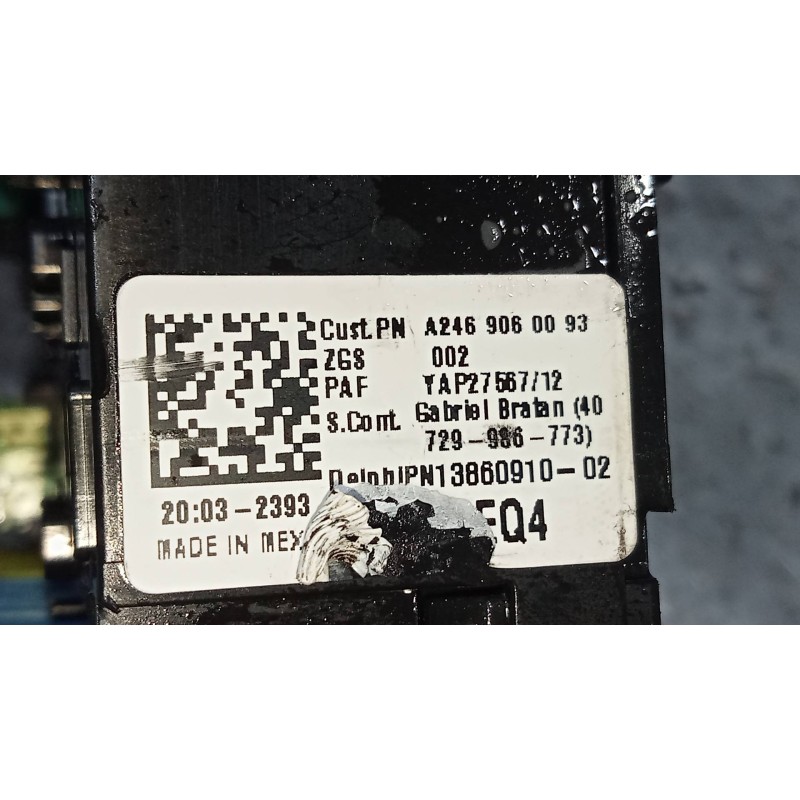 Cust.PN A246 906 00 93
ZGS 002
PAF YAP27567/12
S.Cont. Gabriel Bratan (40
729-986-773)
DelphiPN13860910-02
20:03-2393
MADE IN MEX
FQ4